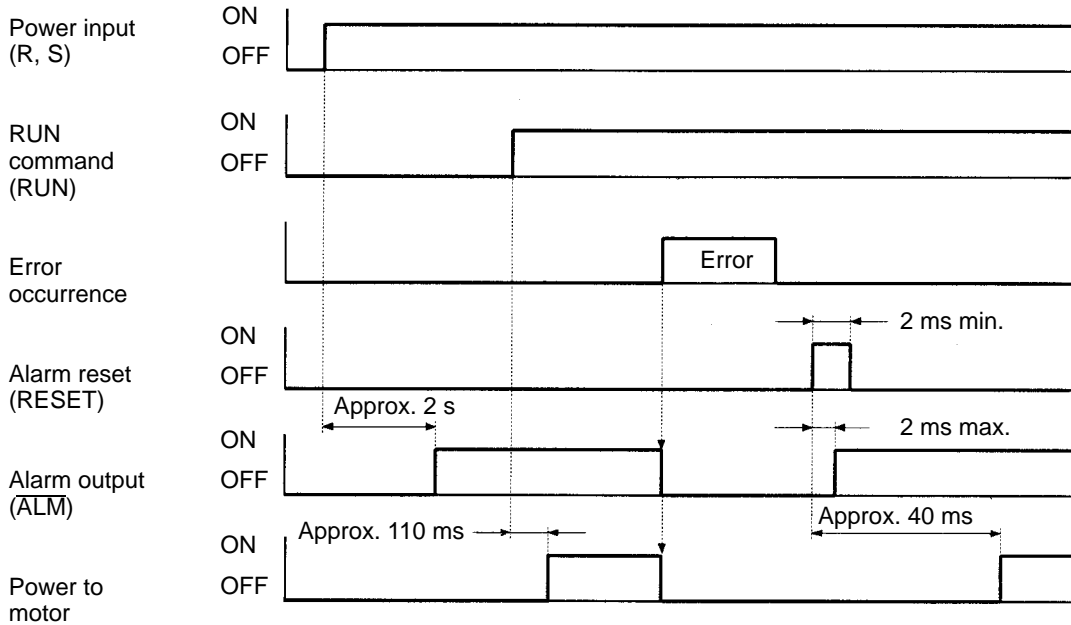 Power input
(R, S)
ON
OFF
RUN
command
(RUN)
ON
OFF
Error
occurrence
Error
Alarm reset
(RESET)
ON
OFF
2 ms min.
Approx. 2 s
Alarm output
(ALM)
ON
OFF
2 ms max.
Approx. 110 ms
Approx. 40 ms
Power to
motor
ON
OFF